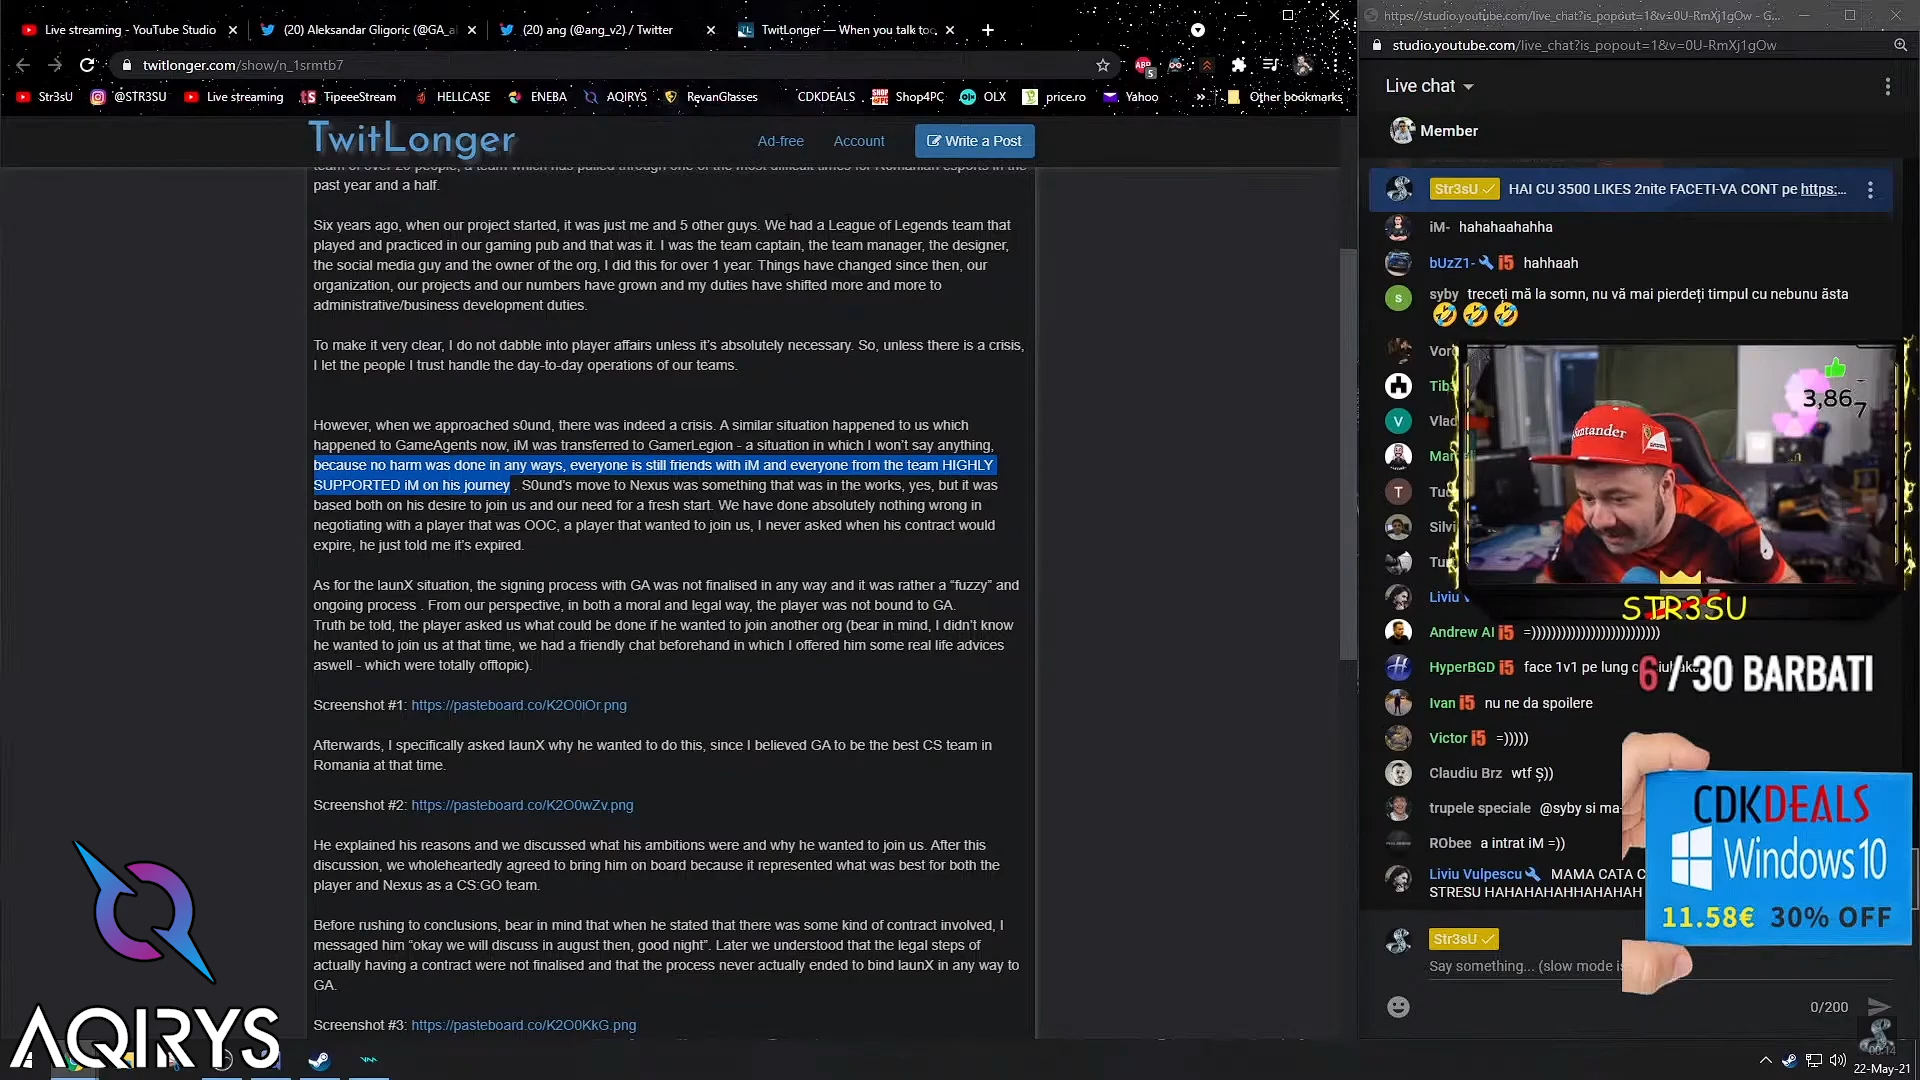 Live streaming - YouTube Studio
(20) Aleksandar Gligoric (@GA_al
(20) ang (@ang_v2) / Twitter
TwitLonger — When you talk too
twitlonger.com/show/n_1srmtb7
Str3sU
@STR3SU
Live streaming
TipeeeStream
HELLCASE
ENEBA
AQIRYS
RevanGlasses
CDKDEALS
Shop4PC
OLX
price.ro
Yahoo
Other bookmarks
TwitLonger
Ad-free
Account
Write a Post
past year and a half.
Six years ago, when our project started, it was just me and 5 other guys. We had a League of Legends team that
played and practiced in our gaming pub and that was it. I was the team captain, the team manager, the designer,
the social media guy and the owner of the org, I did this for over 1 year. Things have changed since then, our
organization, our projects and our numbers have grown and my duties have shifted more and more to
administrative/business development duties.
To make it very clear, I do not dabble into player affairs unless it's absolutely necessary. So, unless there is a crisis,
I let the people I trust handle the day-to-day operations of our teams.
However, when we approached s0und, there was indeed a crisis. A similar situation happened to us which
happened to GameAgents now, iM was transferred to GamerLegion - a situation in which I won't say anything,
because no harm was done in any ways, everyone is still friends with iM and everyone from the team HIGHLY
SUPPORTED iM on his journey . S0und's move to Nexus was something that was in the works, yes, but it was
based both on his desire to join us and our need for a fresh start. We have done absolutely nothing wrong in
negotiating with a player that was OOC, a player that wanted to join us, I never asked when his contract would
expire, he just told me it's expired.
As for the launX situation, the signing process with GA was not finalised in any way and it was rather a "fuzzy" and
ongoing process . From our perspective, in both a moral and legal way, the player was not bound to GA.
Truth be told, the player asked us what could be done if he wanted to join another org (bear in mind, I didn't know
he wanted to join us at that time, we had a friendly chat beforehand in which I offered him some real life advices
aswell - which were totally offtopic).
Screenshot #1: https://pasteboard.co/K2O0iOr.png
Afterwards, I specifically asked launX why he wanted to do this, since I believed GA to be the best CS team in
Romania at that time.
Screenshot #2: https://pasteboard.co/K2O0wZv.png
He explained his reasons and we discussed what his ambitions were and why he wanted to join us. After this
discussion, we wholeheartedly agreed to bring him on board because it represented what was best for both the
player and Nexus as a CS:GO team.
Before rushing to conclusions, bear in mind that when he stated that there was some kind of contract involved, I
messaged him "okay we will discuss in august then, good night". Later we understood that the legal steps of
actually having a contract were not finalised and that the process never actually ended to bind launX in any way to
GA.
Screenshot #3: https://pasteboard.co/K2O0KkG.png
AQIRYS
https://studio.youtube.com/live_chat?is_popout=1&v=0U-RmXj1gOw - G...
studio.youtube.com/live_chat?is_popout=1&v=0U-RmXj1gOw
Live chat
Member
Str3sU HAI CU 3500 LIKES 2nite FACETI-VA CONT pe https:...
iM- hahahaahahha
bUzZ1- hahhaah
syby treceți mă la somn, nu vă mai pierdeți timpul cu nebunu ăsta
🤣🤣🤣
Vlad
Silvi
Liviu
Andrew AI =))))))))))))))))))))))))))
HyperBGD face 1v1 pe lung
Ivan nu ne da spoilere
Victor =)))))
Claudiu Brz wtf Ș))
trupele speciale @syby si ma
RObee a intrat iM =))
Liviu Vulpescu MAMA CATA C
STRESU HAHAHAHHAHAHAH
Str3sU
Say something... (slow mode is
0/200
Santander
3,867
STR3SU
6 / 30 BARBATI
CDKDEALS
Windows 10
11.58€ 30% OFF
00:14
22-May-21